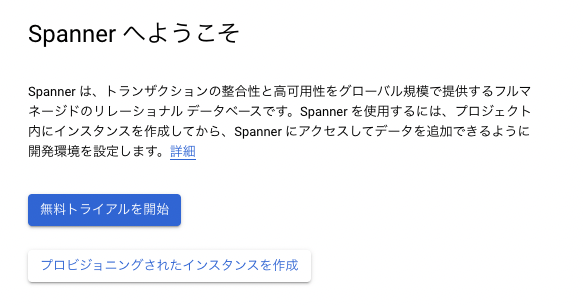 Spanner へようこそ
Spanner は、トランザクションの整合性と高可用性をグローバル規模で提供するフルマ
ネージドのリレーショナル データベースです。Spanner を使用するには、プロジェクト
内にインスタンスを作成してから、Spanner にアクセスしてデータを追加できるように
開発環境を設定します。詳細
無料トライアルを開始
プロビジョニングされたインスタンスを作成